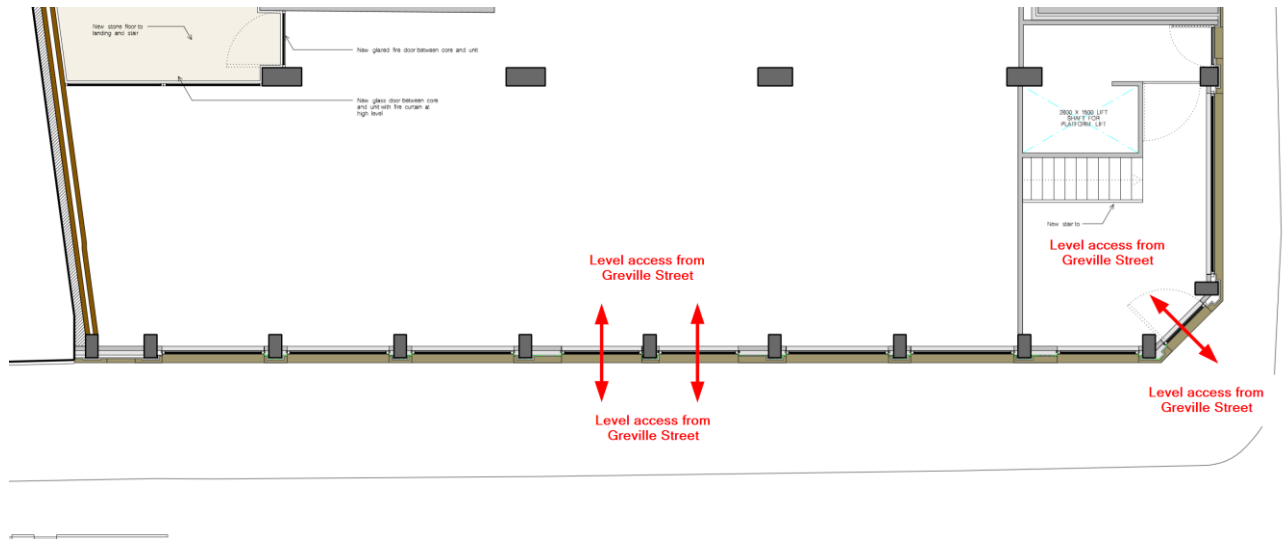 New stone floor to
landing and stair
New glazed fire door between core and unit
New glass door between core
and unit with fire curtain at
high level
2800 X 1500 LIFT
SHAFT FOR
PLATFORM LIFT
New stair to
Level access from
Greville Street
Level access from
Greville Street
Level access from
Greville Street
Level access from
Greville Street